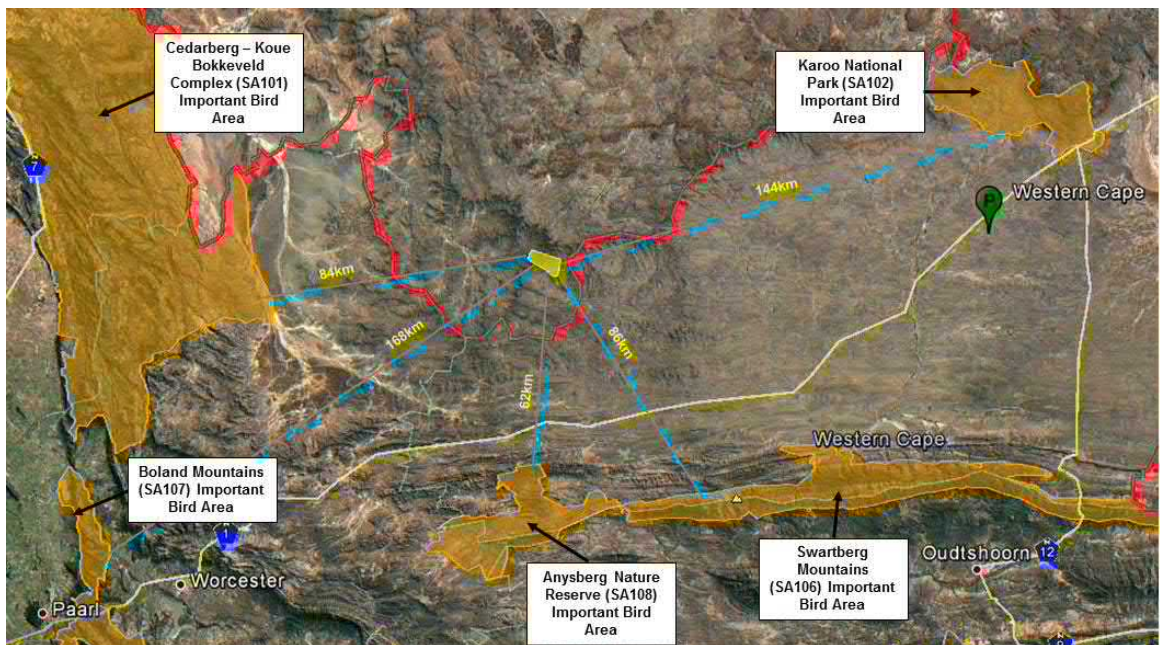 Cedarberg – Koue
Bokkeveld
Complex (SA101)
Important Bird
Area
Karoo National
Park (SA102)
Important Bird
Area
N
7
144km
P
Western Cape
84km
168km
86km
62km
Western Cape
Boland Mountains
(SA107) Important
Bird Area
N
1
Worcester
Paarl
Anysberg Nature
Reserve (SA108)
Important Bird
Area
Swartberg
Mountains
(SA106) Important
Bird Area
Oudtshoorn
N
12